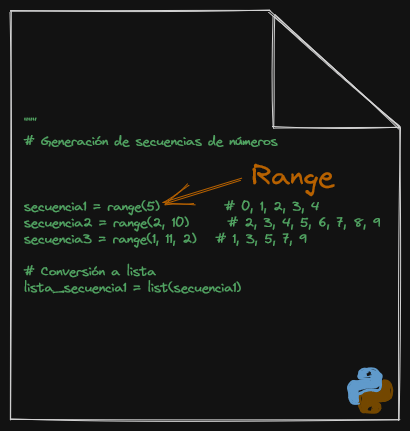 """
# Generación de secuencias de números
Range
secuencia1 = range(5) # 0, 1, 2, 3, 4
secuencia2 = range(2, 10) # 2, 3, 4, 5, 6, 7, 8, 9
secuencia3 = range(1, 11, 2) # 1, 3, 5, 7, 9
# Conversión a lista
lista_secuencia1 = list(secuencia1)